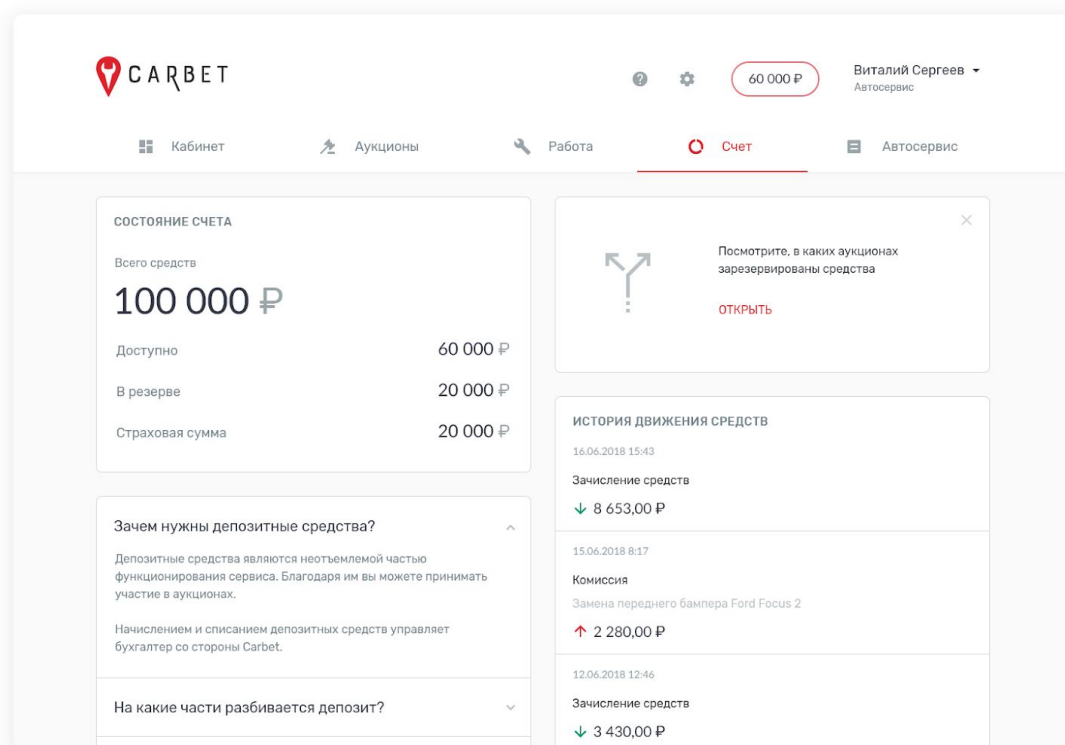 CARBET
60 000 ₽
Виталий Сергеев
Автосервис
Кабинет
Аукционы
Работа
Счет
Автосервис
СОСТОЯНИЕ СЧЕТА
Всего средств
100 000 ₽
Доступно 60 000 ₽
В резерве 20 000 ₽
Страховая сумма 20 000 ₽
Зачем нужны депозитные средства?
Депозитные средства являются неотъемлемой частью
функционирования сервиса. Благодаря им вы можете принимать
участие в аукционах.
Начислением и списанием депозитных средств управляет
бухгалтер со стороны Carbet.
На какие части разбивается депозит?
Посмотрите, в каких аукционах
зарезервированы средства
ОТКРЫТЬ
ИСТОРИЯ ДВИЖЕНИЯ СРЕДСТВ
16.06.2018 15:43
Зачисление средств
8 653,00 ₽
15.06.2018 8:17
Комиссия
Замена переднего бампера Ford Focus 2
2 280,00 ₽
12.06.2018 12:46
Зачисление средств
3 430,00 ₽